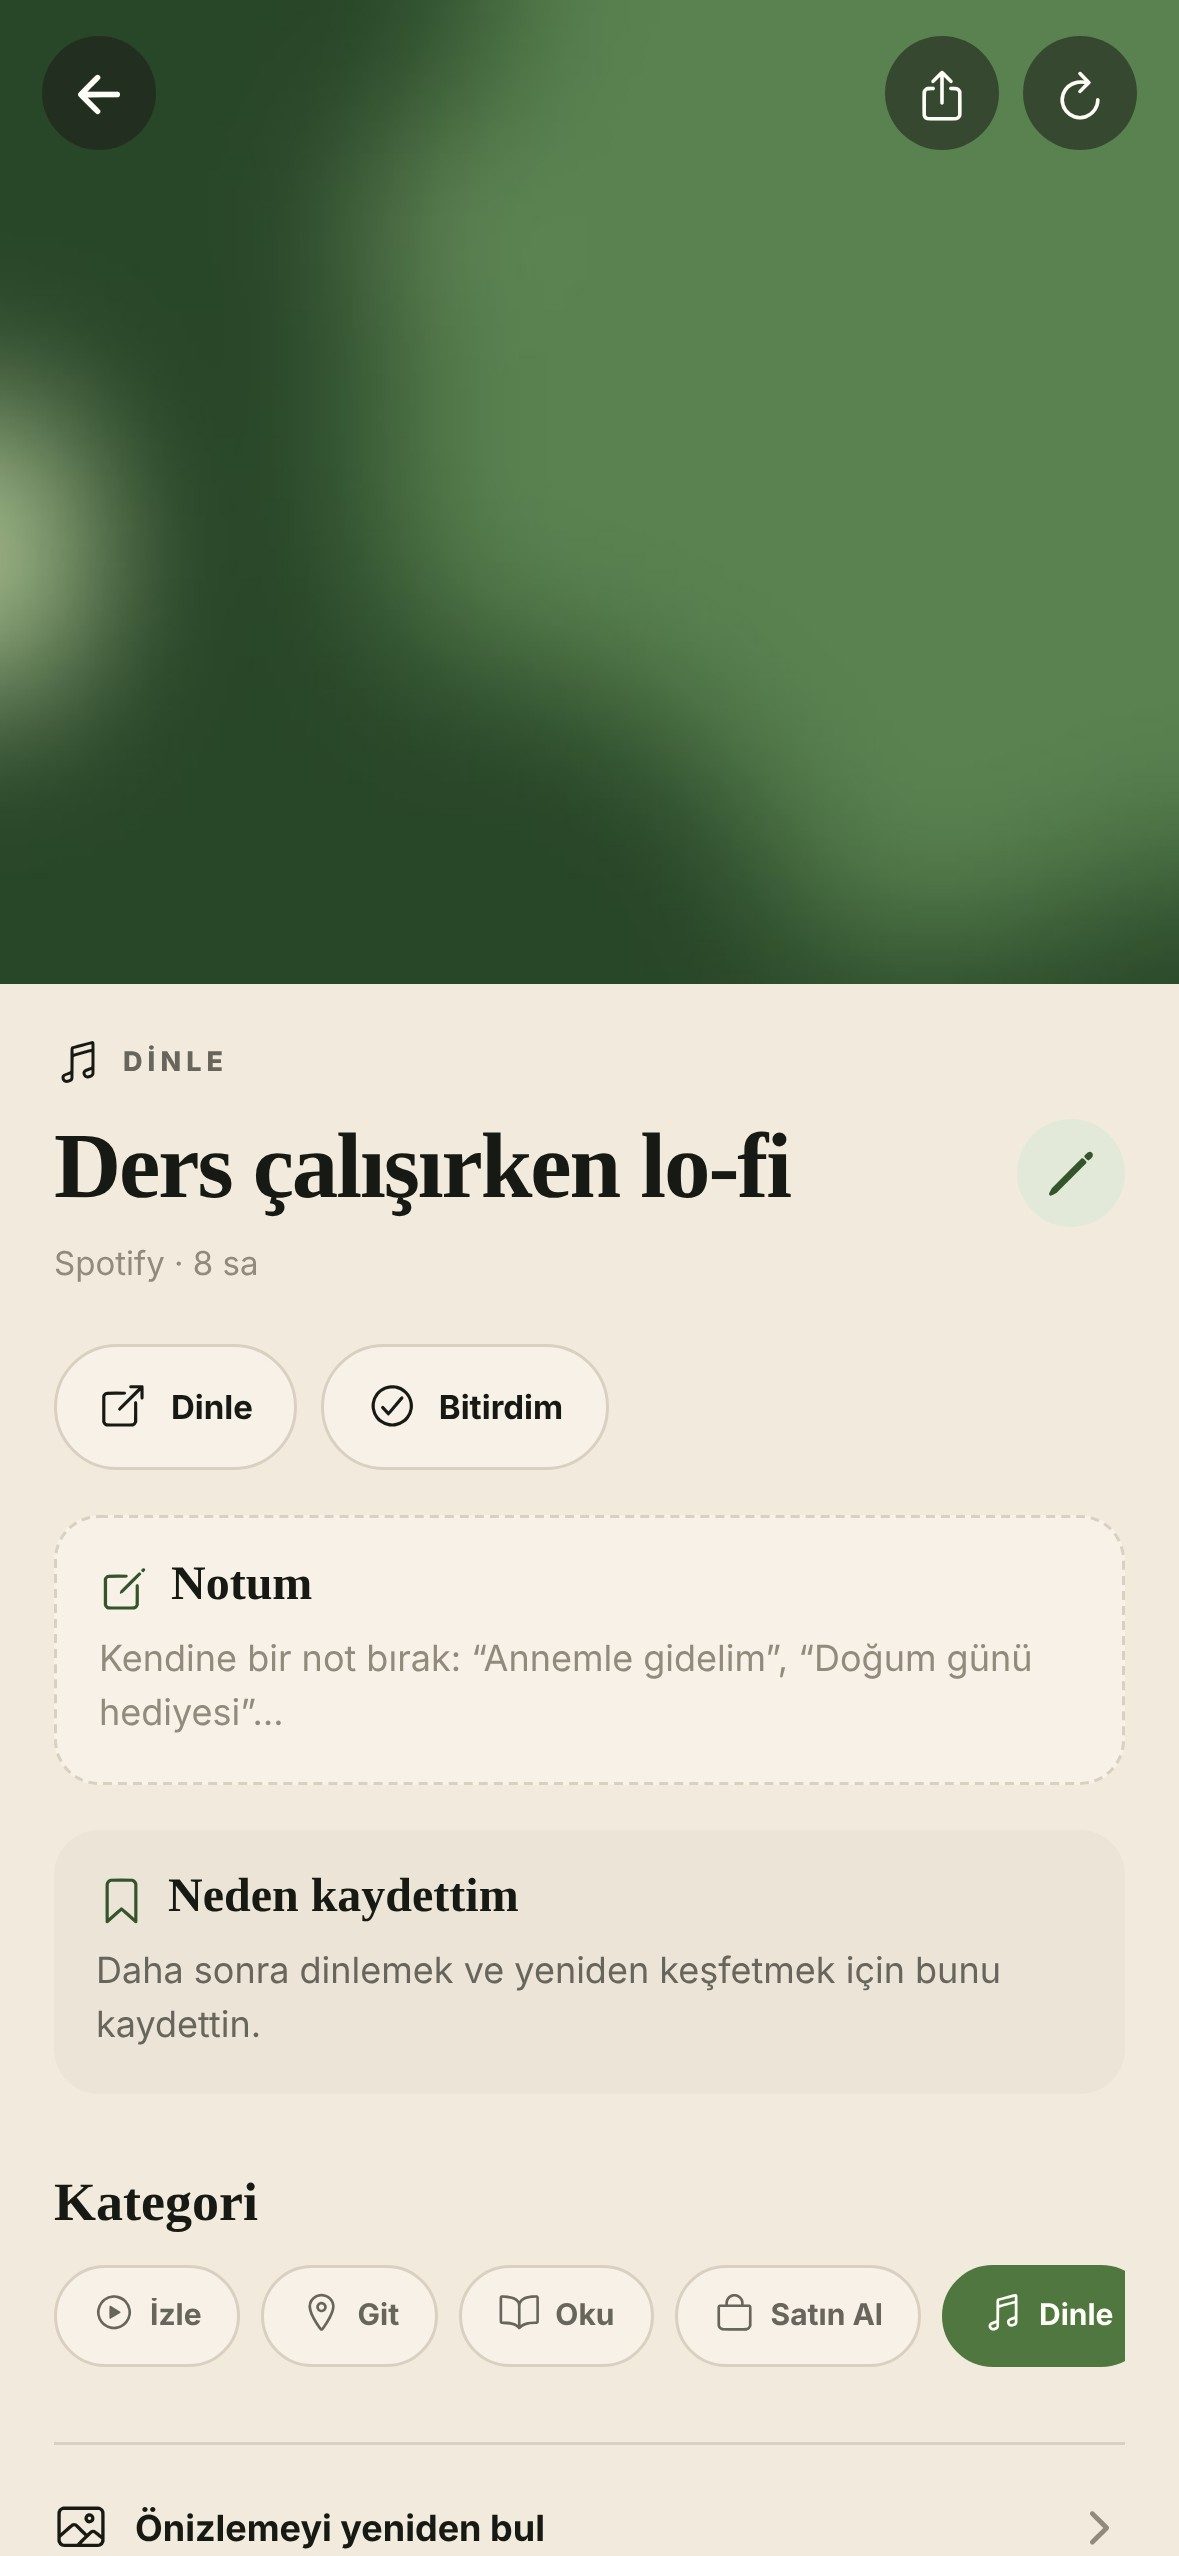 DİNLE
Ders çalışırken lo-fi
Spotify · 8 sa
Dinle
Bitirdim
Notum
Kendine bir not bırak: “Annemle gidelim”, “Doğum günü
hediyesi”...
Neden kaydettim
Daha sonra dinlemek ve yeniden keşfetmek için bunu
kaydettin.
Kategori
İzle
Git
Oku
Satın Al
Dinle
Önizlemeyi yeniden bul